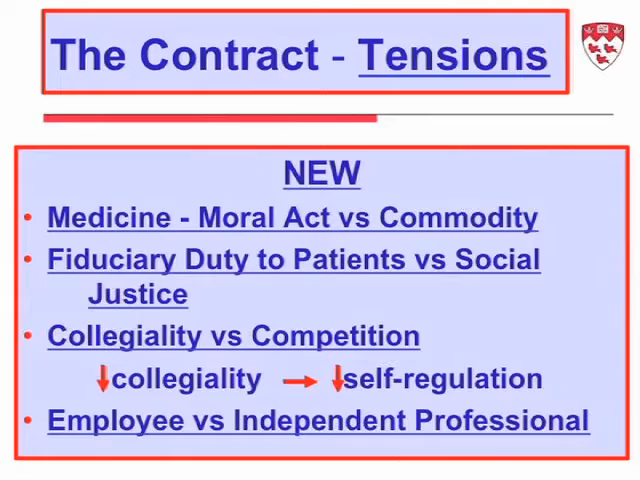 The Contract - Tensions
NEW
• Medicine - Moral Act vs Commodity
• Fiduciary Duty to Patients vs Social
Justice
• Collegiality vs Competition
↓collegiality → ↓self-regulation
• Employee vs Independent Professional